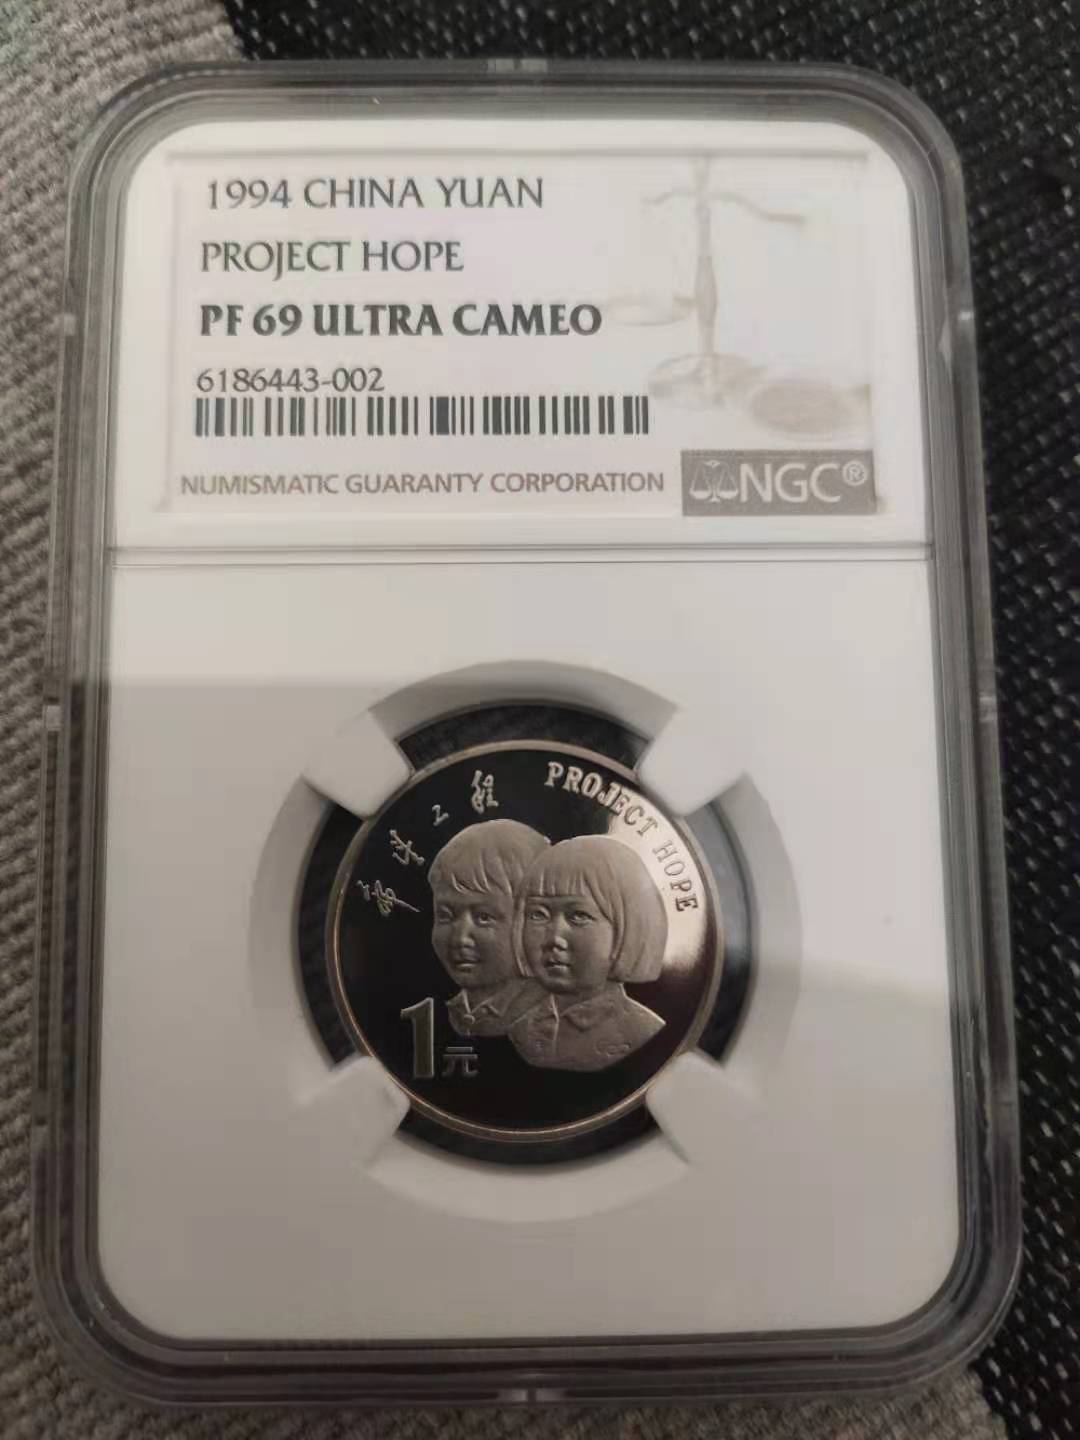 1994 CHINA YUAN
PROJECT HOPE
PF 69 ULTRA CAMEO
6186443-002
NUMISMATIC GUARANTY CORPORATION
NGC®
希望工程
PROJECT HOPE
1元